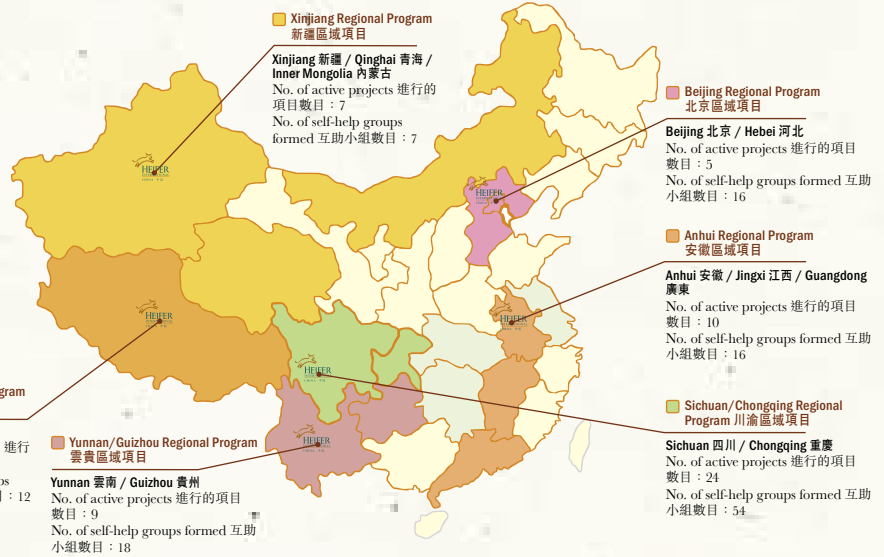 Xinjiang Regional Program
新疆區域項目
Xinjiang 新疆 / Qinghai 青海 /
Inner Mongolia 內蒙古
No. of active projects 進行的
項目數目：7
No. of self-help groups
formed 互助小組數目：7
Beijing Regional Program
北京區域項目
Beijing 北京 / Hebei 河北
No. of active projects 進行的項目
數目：5
No. of self-help groups formed 互助
小組數目：16
Anhui Regional Program
安徽區域項目
Anhui 安徽 / Jingxi 江西 / Guangdong
廣東
No. of active projects 進行的項目
數目：10
No. of self-help groups formed 互助
小組數目：16
Sichuan/Chongqing Regional
Program 川渝區域項目
Sichuan 四川 / Chongqing 重慶
No. of active projects 進行的項目
數目：24
No. of self-help groups formed 互助
小組數目：54
gram
進行
ps
：12
Yunnan/Guizhou Regional Program
雲貴區域項目
Yunnan 雲南 / Guizhou 貴州
No. of active projects 進行的項目
數目：9
No. of self-help groups formed 互助
小組數目：18
HEIFER
HEIFER
HEIFER
HEIFER
HEIFER
HEIFER